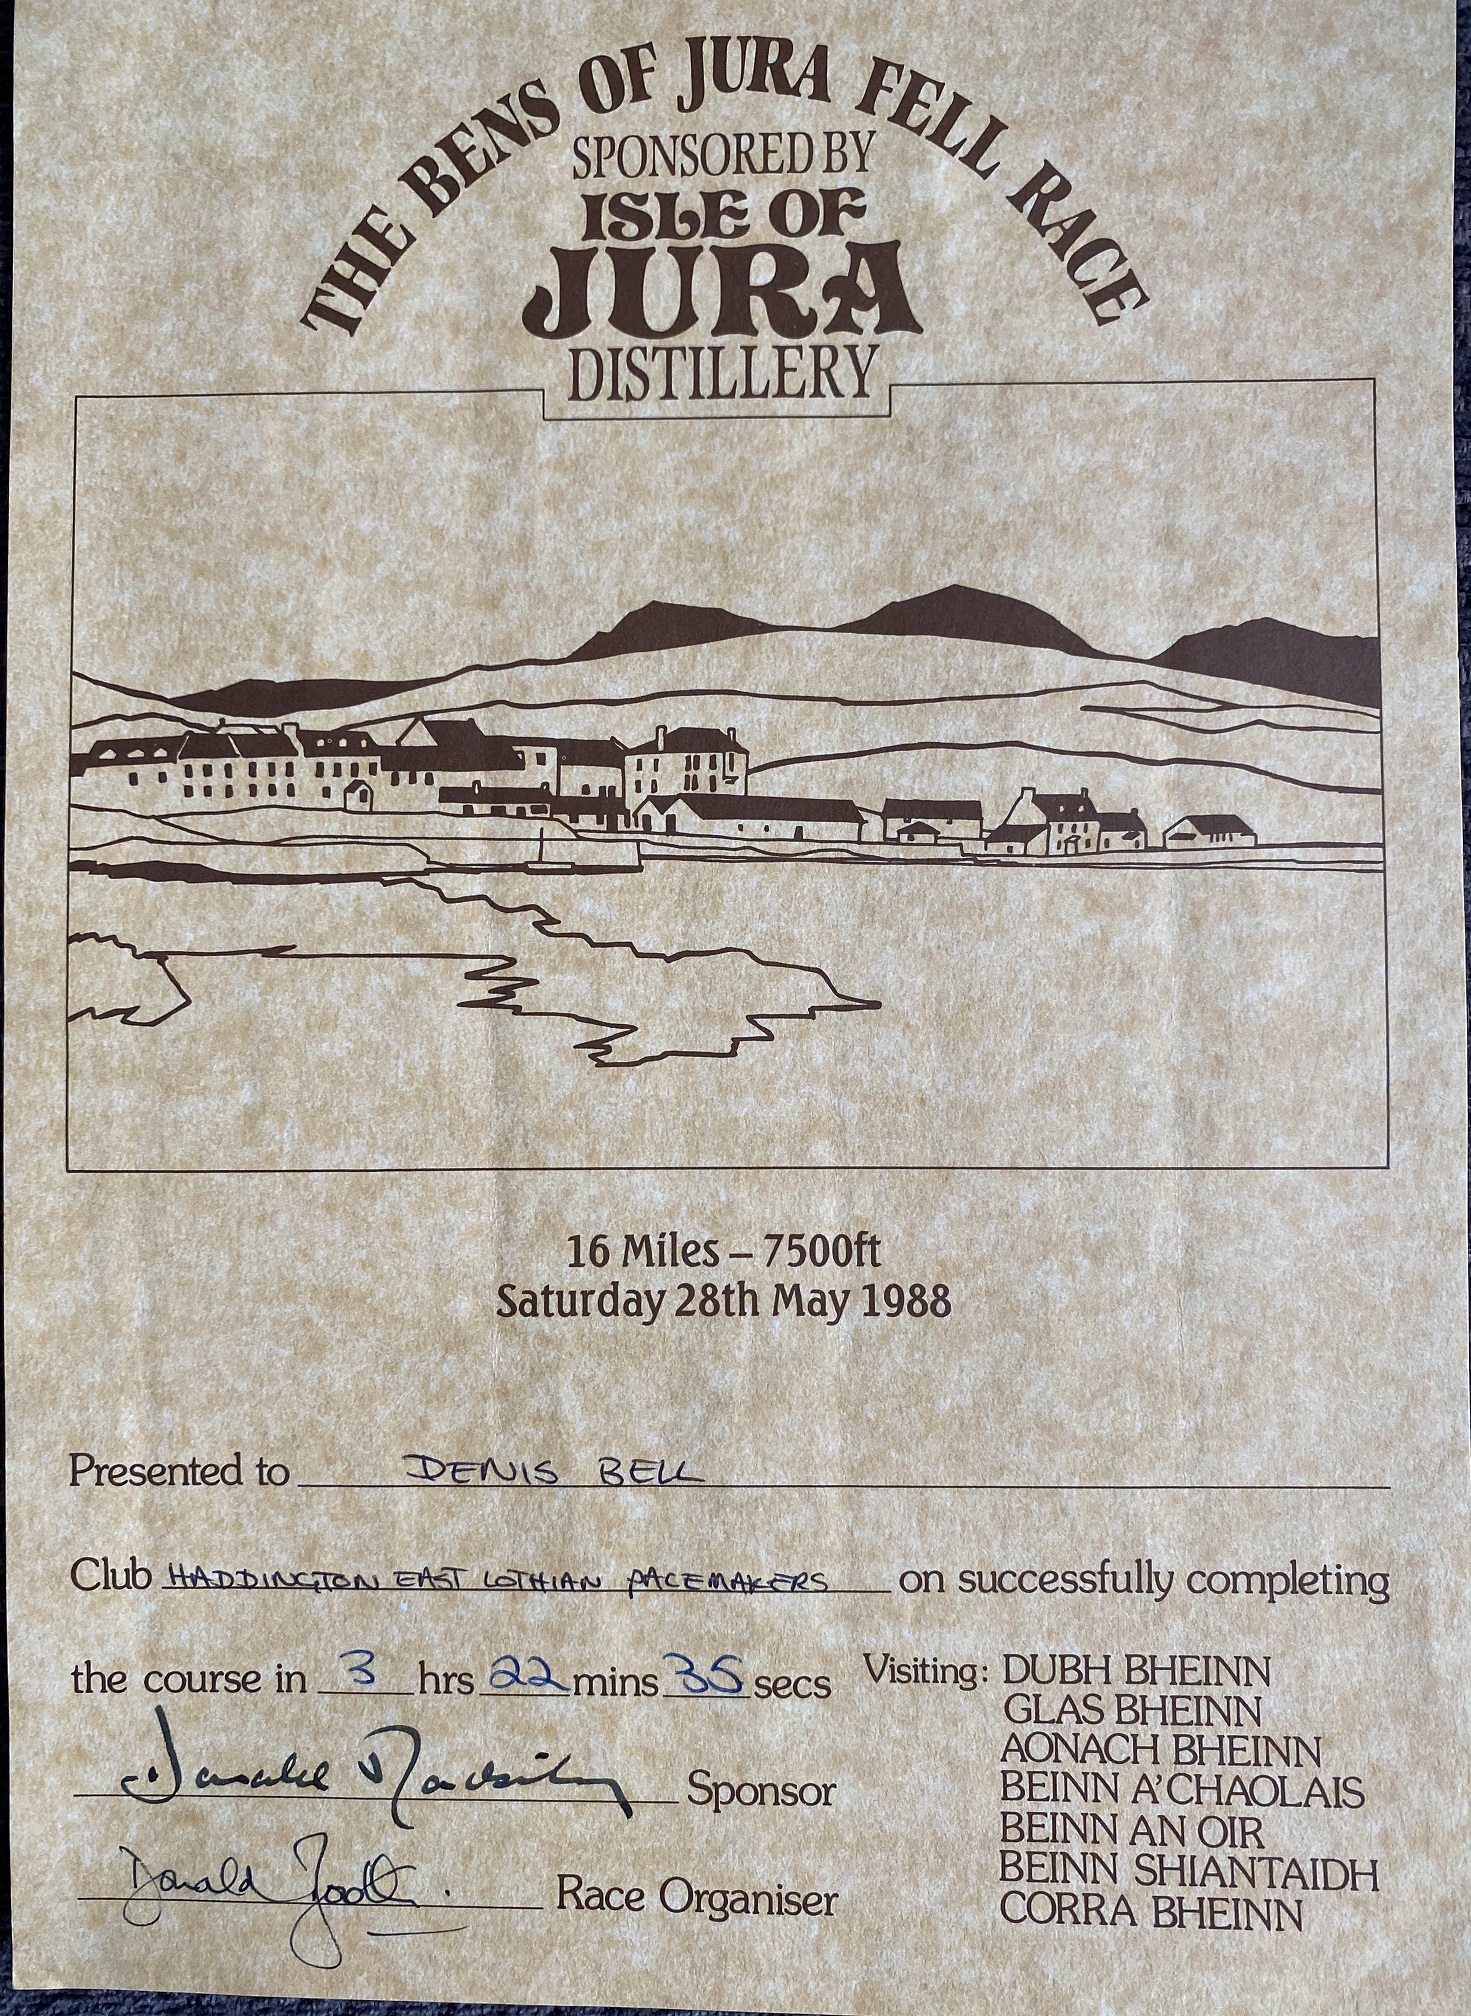 THE BENS OF JURA FELL RACE
SPONSORED BY
ISLE OF
JURA
DISTILLERY
16 Miles – 7500ft
Saturday 28th May 1988
Presented to DENIS BELL
Club HADDINGTON EAST LOTHIAN PACEMAKERS on successfully completing
the course in 3 hrs 22 mins 35 secs
Visiting: DUBH BHEINN
GLAS BHEINN
AONACH BHEINN
BEINN A'CHAOLAIS
BEINN AN OIR
BEINN SHIANTAIDH
CORRA BHEINN
Sponsor
Donald Booth. Race Organiser